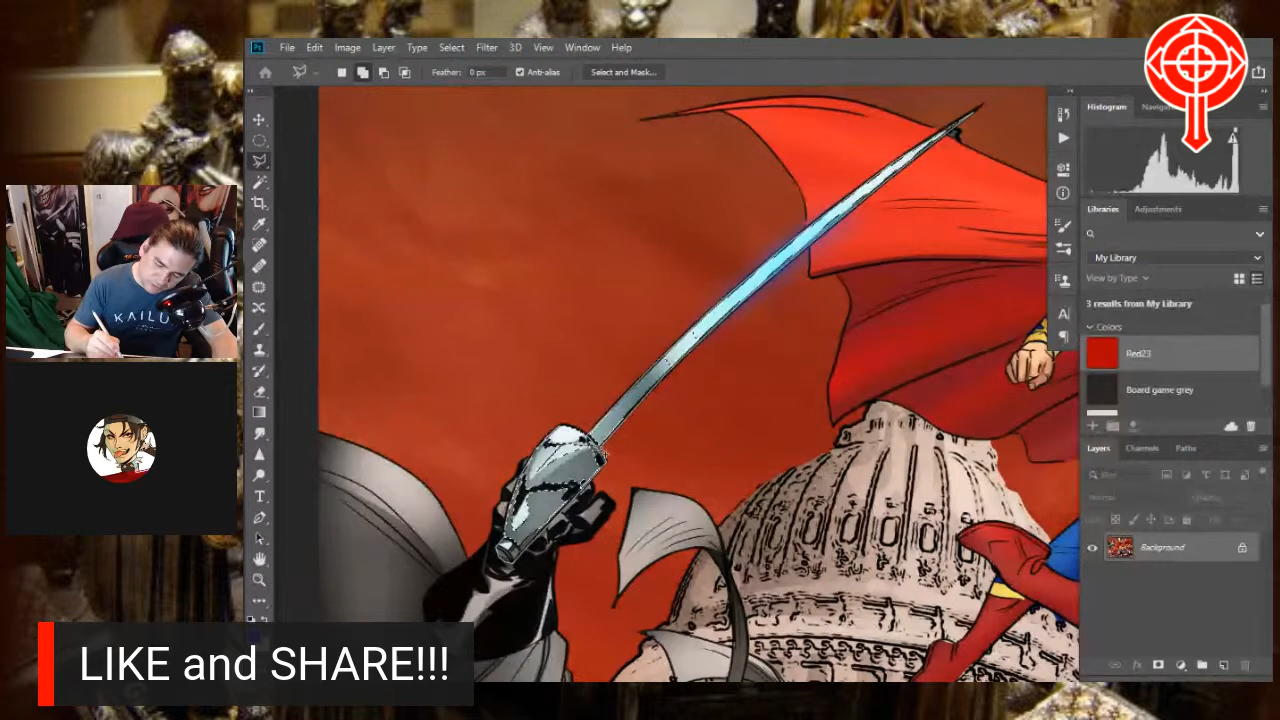 Ps File Edit Image Layer Type Select Filter 3D View Window Help
Feather: 0 px Anti-alias Select and Mask...
Histogram
Libraries Adjustments
My Library
View by Type
3 results from My Library
Colors
Red23
Board game grey
Layers Channels Paths
Background
KAILU
LIKE and SHARE!!!